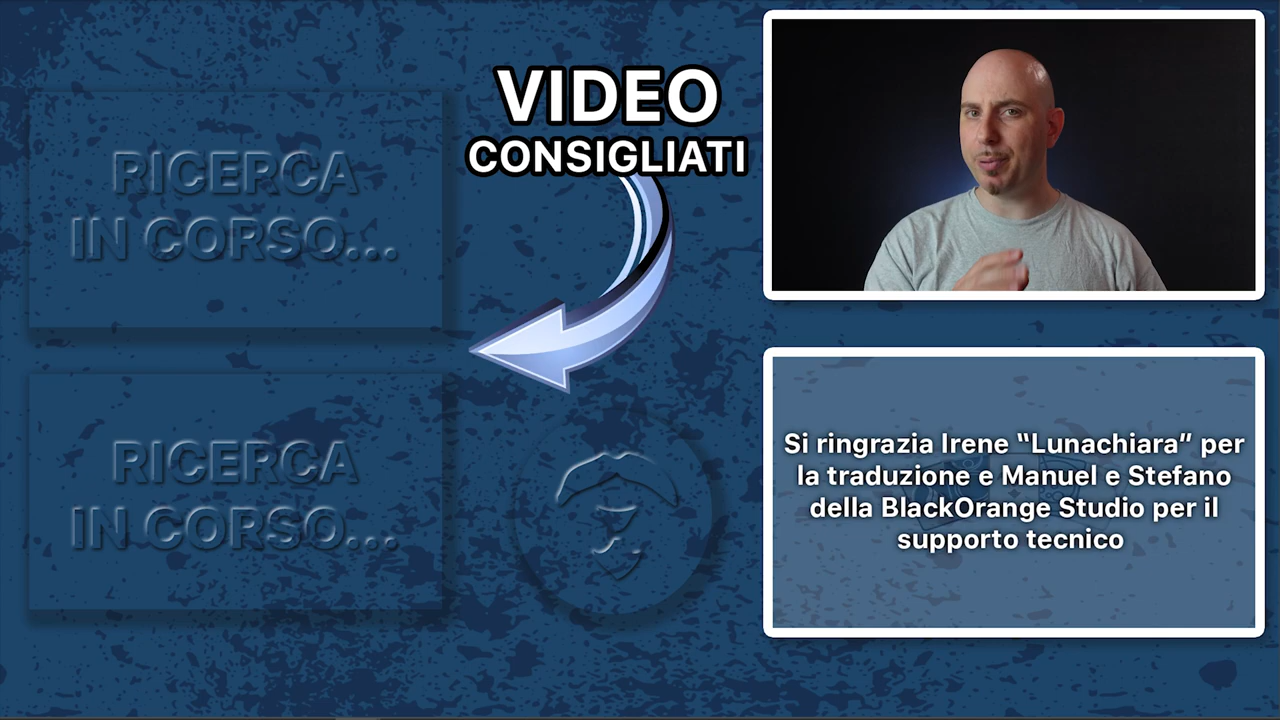 VIDEO
CONSIGLIATI
RICERCA
IN CORSO...
RICERCA
IN CORSO...
Si ringrazia Irene “Lunachiara” per
la traduzione e Manuel e Stefano
della BlackOrange Studio per il
supporto tecnico